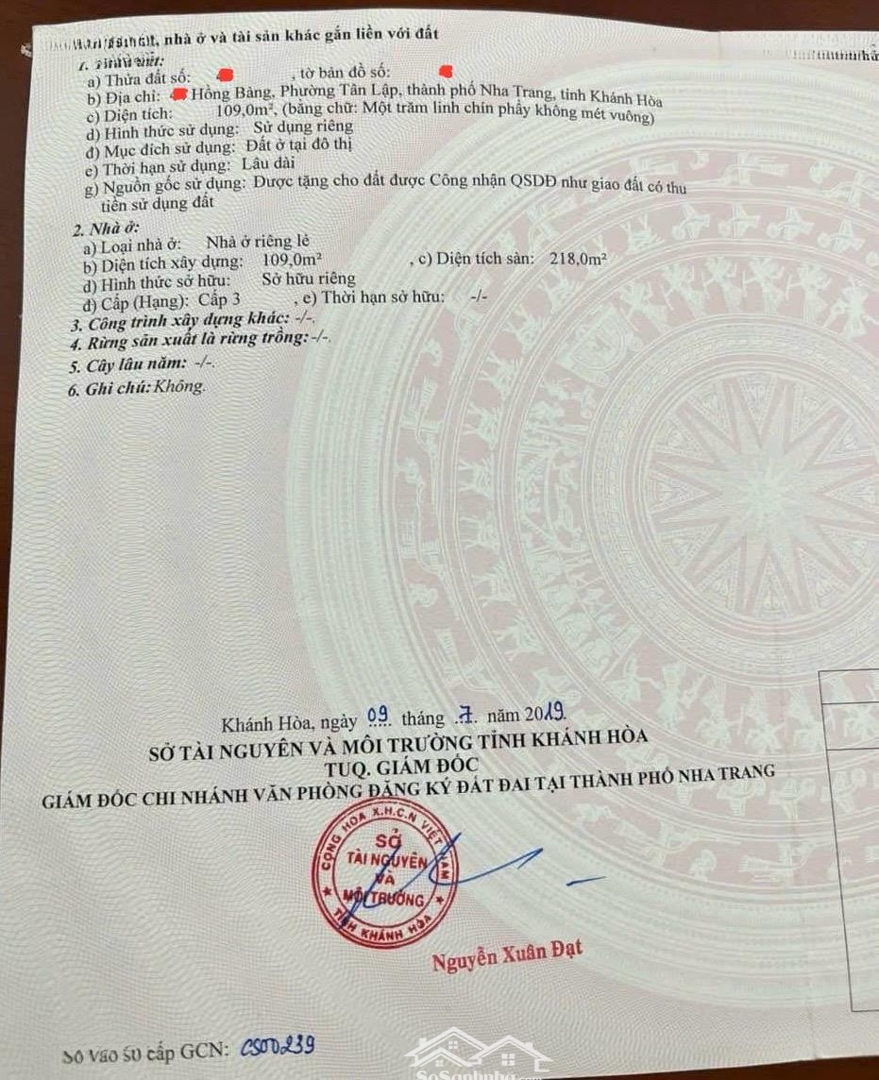 nhà ở và tài sản khác gắn liền với đất
a) Thửa đất số: , tờ bản đồ số:
b) Địa chỉ: Hồng Bàng, Phường Tân Lập, thành phố Nha Trang, tỉnh Khánh Hòa
c) Diện tích: 109,0m², (bằng chữ: Một trăm linh chín phẩy không mét vuông)
d) Hình thức sử dụng: Sử dụng riêng
đ) Mục đích sử dụng: Đất ở tại đô thị
e) Thời hạn sử dụng: Lâu dài
g) Nguồn gốc sử dụng: Được tặng cho đất được Công nhận QSDĐ như giao đất có thu
tiền sử dụng đất
2. Nhà ở:
a) Loại nhà ở: Nhà ở riêng lẻ
b) Diện tích xây dựng: 109,0m² , c) Diện tích sàn: 218,0m²
d) Hình thức sở hữu: Sở hữu riêng
đ) Cấp (Hạng): Cấp 3 , e) Thời hạn sở hữu: -/-
3. Công trình xây dựng khác: -/-.
4. Rừng sản xuất là rừng trồng: -/-.
5. Cây lâu năm: -/-.
6. Ghi chú: Không.
Khánh Hòa, ngày 09 tháng 7 năm 2019.
SỞ TÀI NGUYÊN VÀ MÔI TRƯỜNG TỈNH KHÁNH HÒA
TUQ. GIÁM ĐỐC
GIÁM ĐỐC CHI NHÁNH VĂN PHÒNG ĐĂNG KÝ ĐẤT ĐAI TẠI THÀNH PHỐ NHA TRANG
CỘNG HÒA X.H.C.N VIỆT NAM
SỞ
TÀI NGUYÊN
VÀ
MÔI TRƯỜNG
TỈNH KHÁNH HÒA
Nguyễn Xuân Đạt
Số vào sổ cấp GCN: CS00239